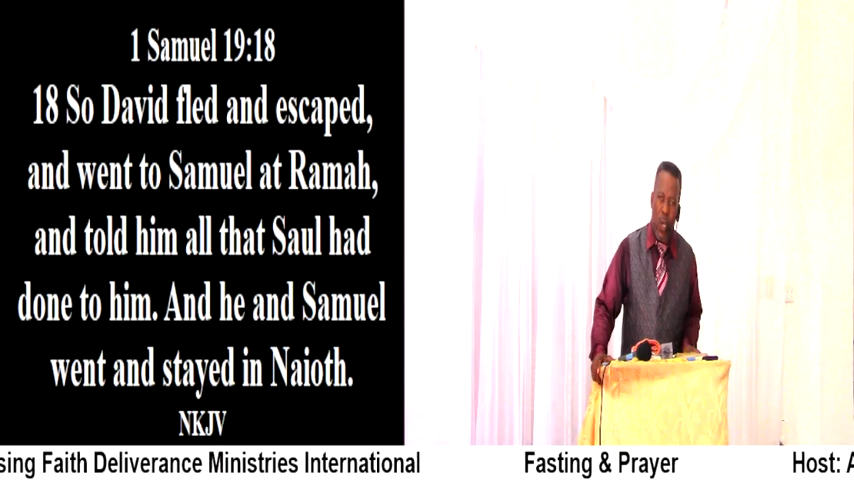 1 Samuel 19:18
18 So David fled and escaped,
and went to Samuel at Ramah,
and told him all that Saul had
done to him. And he and Samuel
went and stayed in Naioth.
NKJV
Faith Deliverance Ministries International Fasting & Prayer Host: